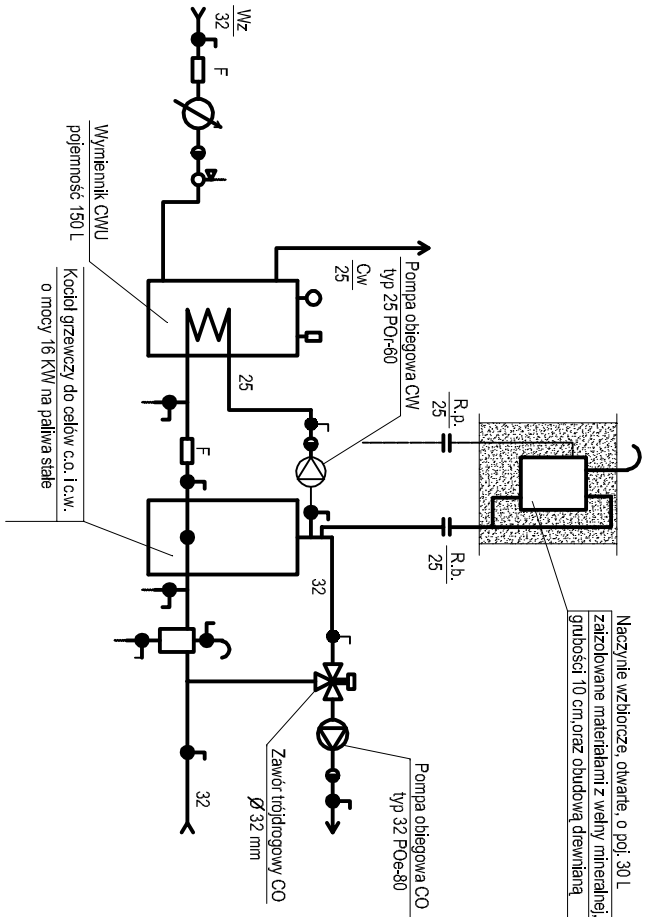 Naczynie wzbiorcze, otwarte, o poj. 30 L
zaizolowane materiałami z wełny mineralnej,
grubości 10 cm,oraz obudową drewnianą
R.p.
25
R.b.
25
Pompa obiegowa CW
typ 25 POr-60
Cw
25
Pompa obiegowa CO
typ 32 POe-80
Wz
32
F
25
F
32
32
Zawór trójdrogowy CO
Ø 32 mm
Wymiennik CWU
pojemność 150 L
Kocioł grzewczy do celów c.o. i c.w.
o mocy 16 KW na paliwa stałe